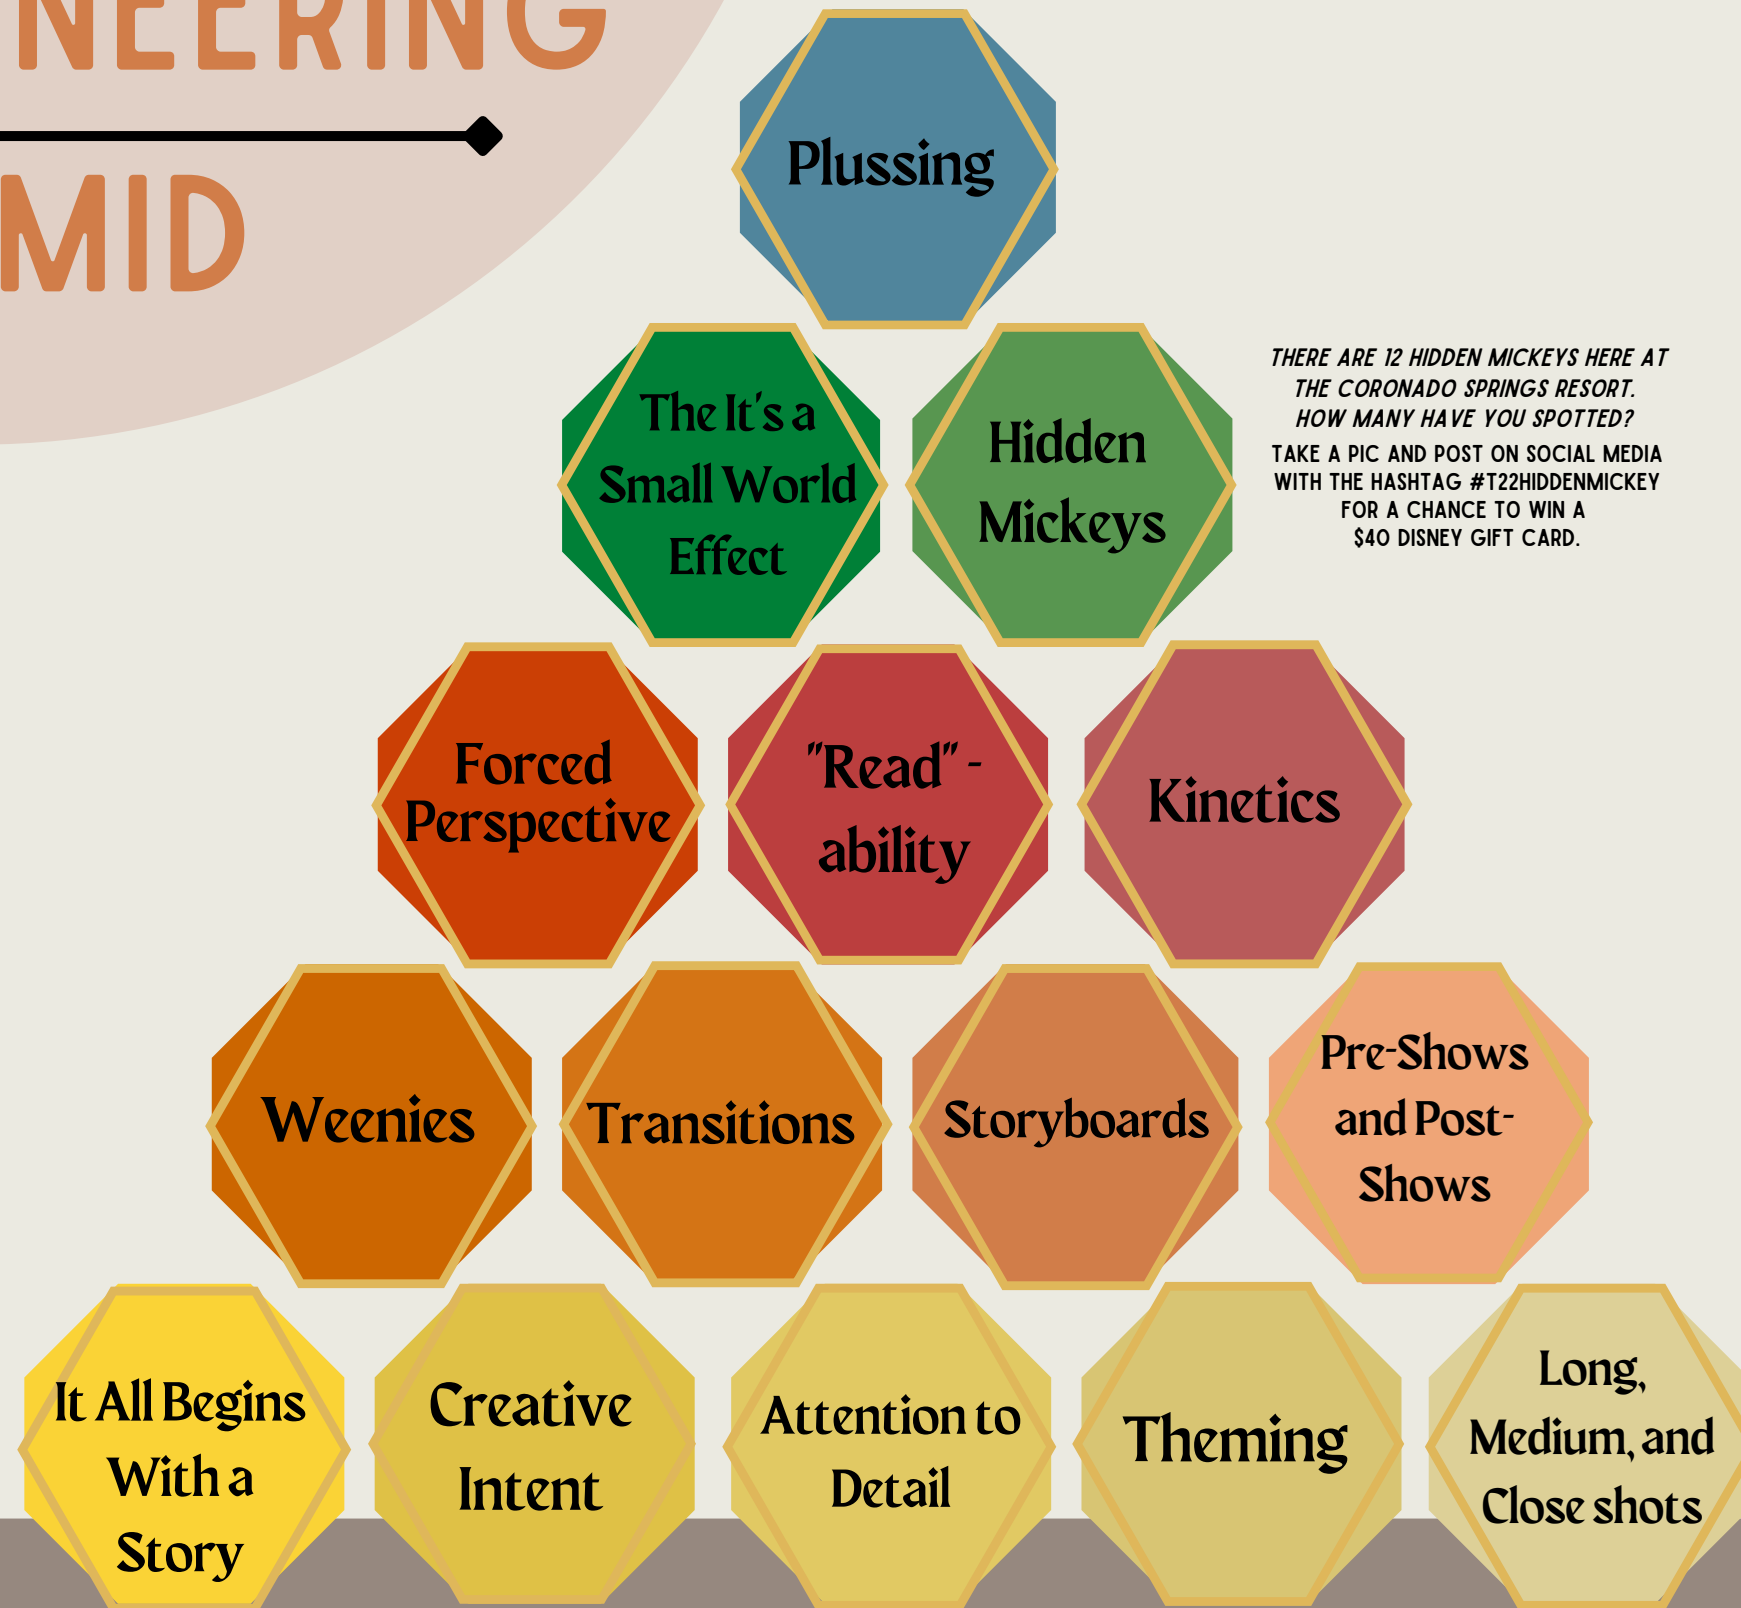 NEERING
MID
Plussing
The It's a
Small World
Effect
Hidden
Mickeys
THERE ARE 12 HIDDEN MICKEYS HERE AT
THE CORONADO SPRINGS RESORT.
HOW MANY HAVE YOU SPOTTED?
TAKE A PIC AND POST ON SOCIAL MEDIA
WITH THE HASHTAG #T22HIDDENMICKEY
FOR A CHANCE TO WIN A
$40 DISNEY GIFT CARD.
Forced
Perspective
"Read" -
ability
Kinetics
Weenies
Transitions
Storyboards
Pre-Shows
and Post-
Shows
It All Begins
With a
Story
Creative
Intent
Attention to
Detail
Theming
Long,
Medium, and
Close shots